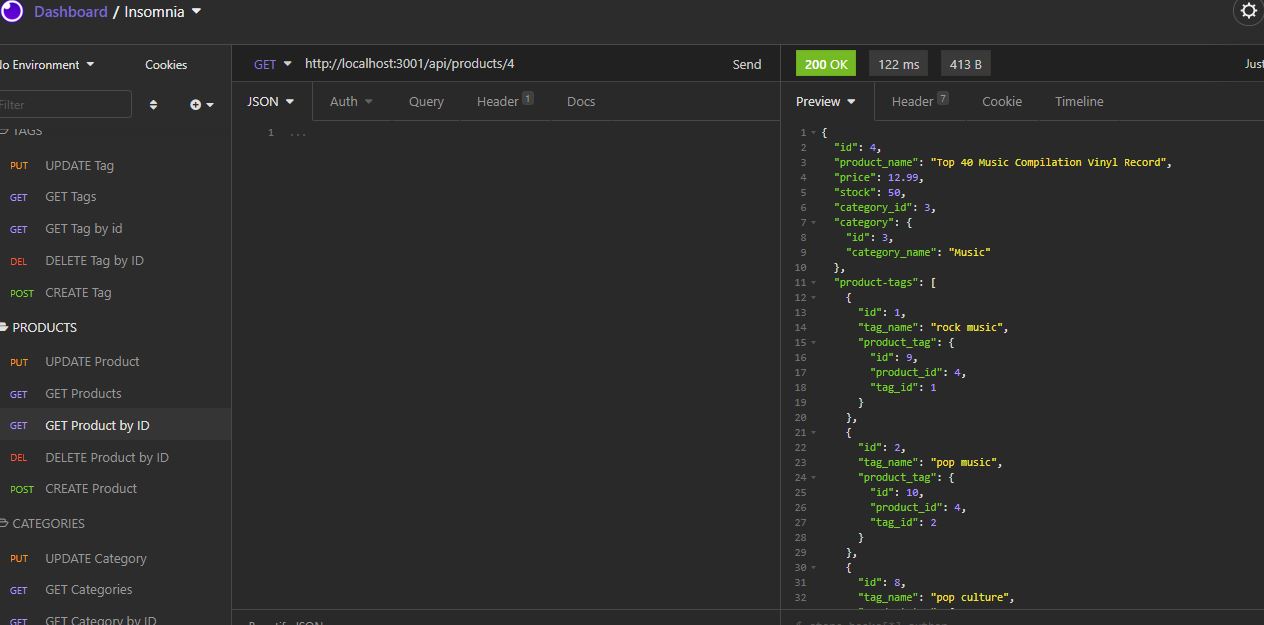 Dashboard / Insomnia
No Environment
Cookies
Filter
TAGS
PUT UPDATE Tag
GET GET Tags
GET GET Tag by id
DEL DELETE Tag by ID
POST CREATE Tag
PRODUCTS
PUT UPDATE Product
GET GET Products
GET GET Product by ID
DEL DELETE Product by ID
POST CREATE Product
CATEGORIES
PUT UPDATE Category
GET GET Categories
GET GET Category by ID
GET http://localhost:3001/api/products/4 Send
JSON Auth Query Header 1 Docs
1 ...
Beautify JSON
200 OK 122 ms 413 B Just
Preview Header 7 Cookie Timeline
1 {
2 "id": 4,
3 "product_name": "Top 40 Music Compilation Vinyl Record",
4 "price": 12.99,
5 "stock": 50,
6 "category_id": 3,
7 "category": {
8 "id": 3,
9 "category_name": "Music"
10 },
11 "product-tags": [
12 {
13 "id": 1,
14 "tag_name": "rock music",
15 "product_tag": {
16 "id": 9,
17 "product_id": 4,
18 "tag_id": 1
19 }
20 },
21 {
22 "id": 2,
23 "tag_name": "pop music",
24 "product_tag": {
25 "id": 10,
26 "product_id": 4,
27 "tag_id": 2
28 }
29 },
30 {
31 "id": 8,
32 "tag_name": "pop culture",